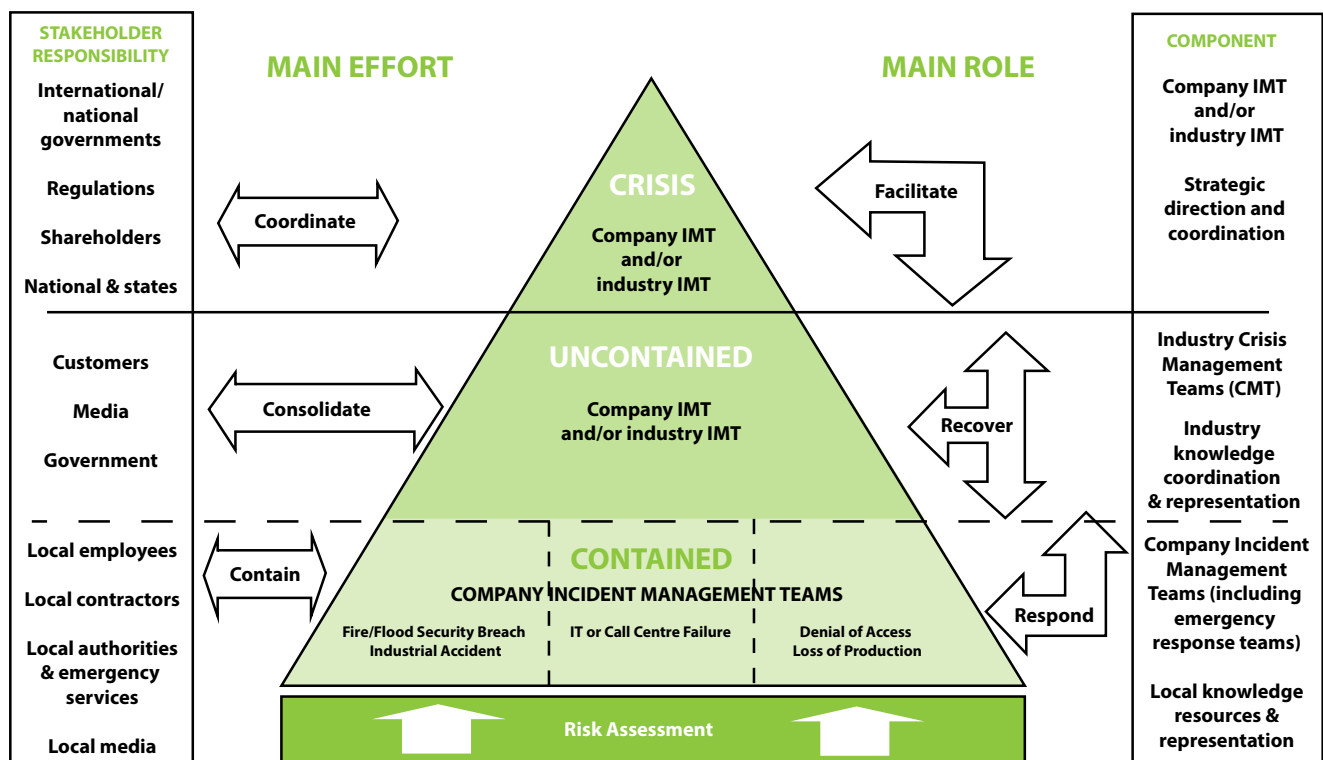 STAKEHOLDER
RESPONSIBILITY
International/
national
governments
Regulations
Shareholders
National & states
Customers
Media
Government
Local employees
Local contractors
Local authorities
& emergency
services
Local media
MAIN EFFORT
Coordinate
Consolidate
Contain
CRISIS
Company IMT
and/or
industry IMT
UNCONTAINED
Company IMT
and/or industry IMT
CONTAINED
COMPANY INCIDENT MANAGEMENT TEAMS
Fire/Flood Security Breach
Industrial Accident
IT or Call Centre Failure
Denial of Access
Loss of Production
Risk Assessment
MAIN ROLE
Facilitate
Recover
Respond
COMPONENT
Company IMT
and/or
industry IMT
Strategic
direction and
coordination
Industry Crisis
Management
Teams (CMT)
Industry
knowledge
coordination
& representation
Company Incident
Management
Teams (including
emergency
response teams)
Local knowledge
resources &
representation